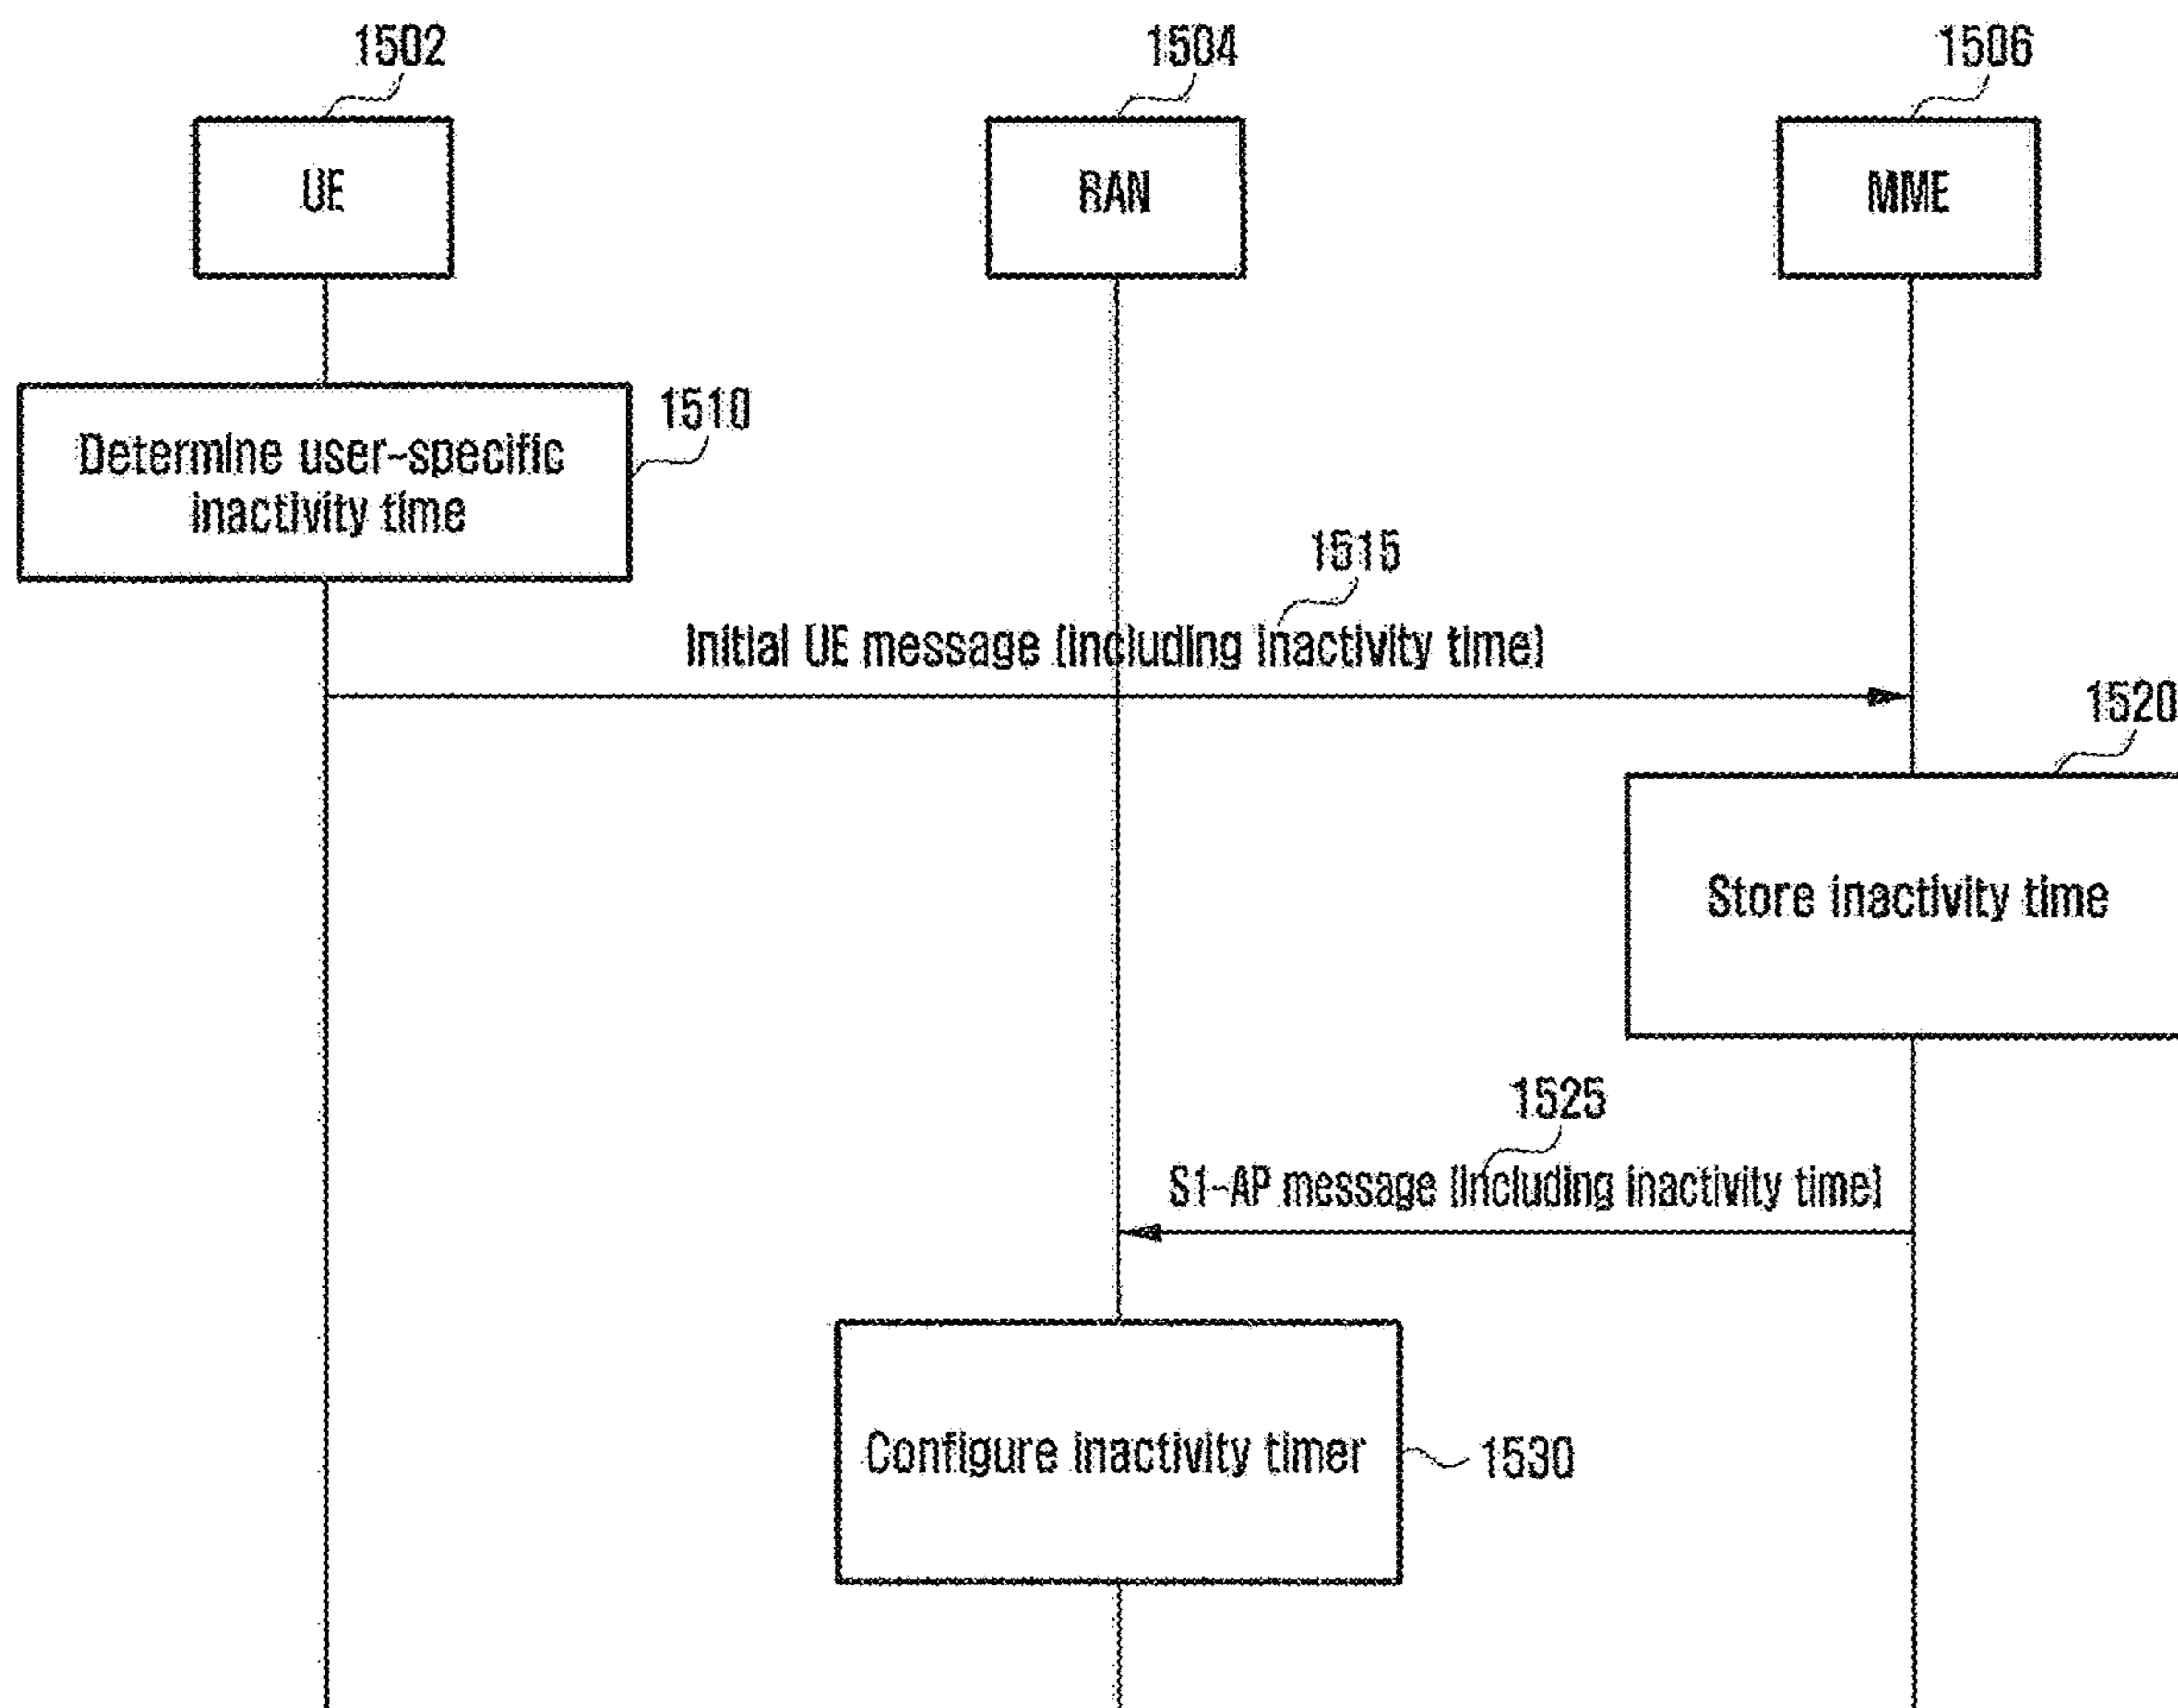 1502
1504
1506
UE
RAN
MME
1510
Determine user-specific
inactivity time
1515
Initial UE message (including inactivity time)
1520
Store inactivity time
1525
S1-AP message (including inactivity time)
Configure inactivity timer
1530